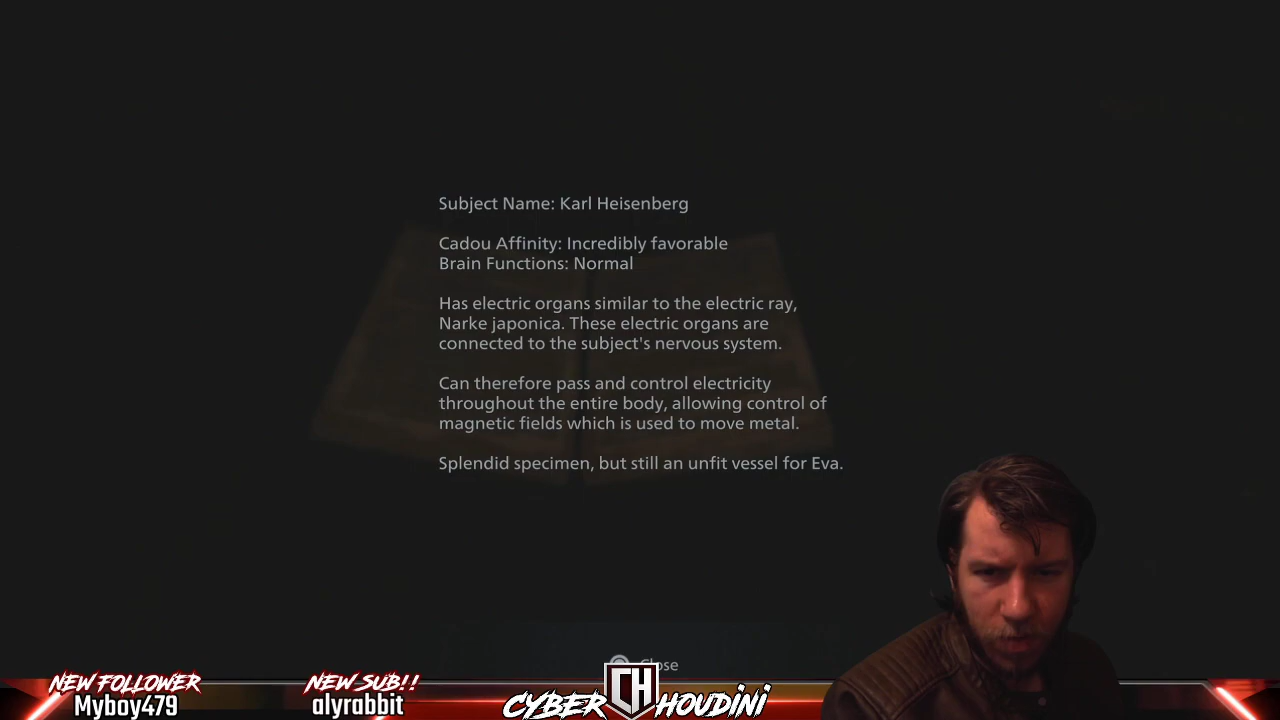 Subject Name: Karl Heisenberg
Cadou Affinity: Incredibly favorable
Brain Functions: Normal
Has electric organs similar to the electric ray,
Narke japonica. These electric organs are
connected to the subject's nervous system.
Can therefore pass and control electricity
throughout the entire body, allowing control of
magnetic fields which is used to move metal.
Splendid specimen, but still an unfit vessel for Eva.
Close
NEW FOLLOWER
Myboy479
NEW SUB!!
alyrabbit
CYBER CH HOUDINI